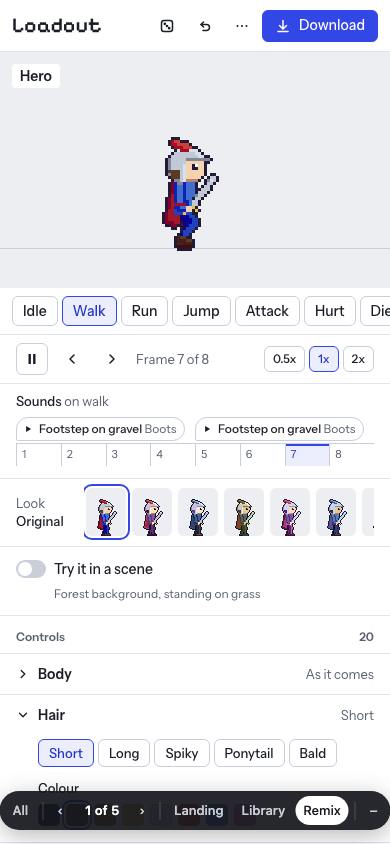 Loadout
Download
Hero
Idle Walk Run Jump Attack Hurt Die
Frame 7 of 8 0.5x 1x 2x
Sounds on walk
Footstep on gravel Boots Footstep on gravel Boots
1 2 3 4 5 6 7 8
Look
Original
Try it in a scene
Forest background, standing on grass
Controls 20
Body As it comes
Hair Short
Short Long Spiky Ponytail Bald
Colour
All 1 of 5 Landing Library Remix